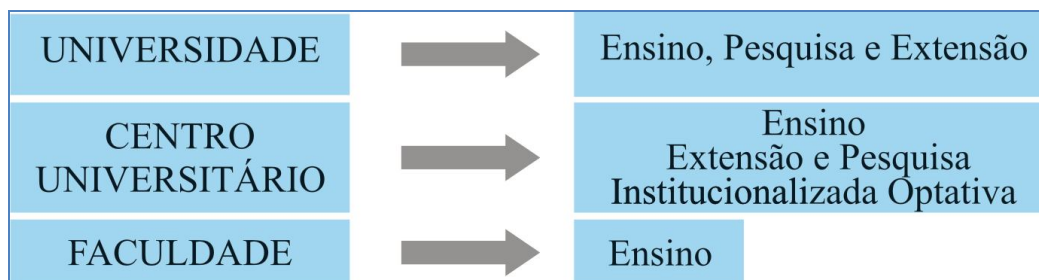 UNIVERSIDADE
Ensino, Pesquisa e Extensão
CENTRO
UNIVERSITÁRIO
Ensino
Extensão e Pesquisa
Institucionalizada Optativa
FACULDADE
Ensino